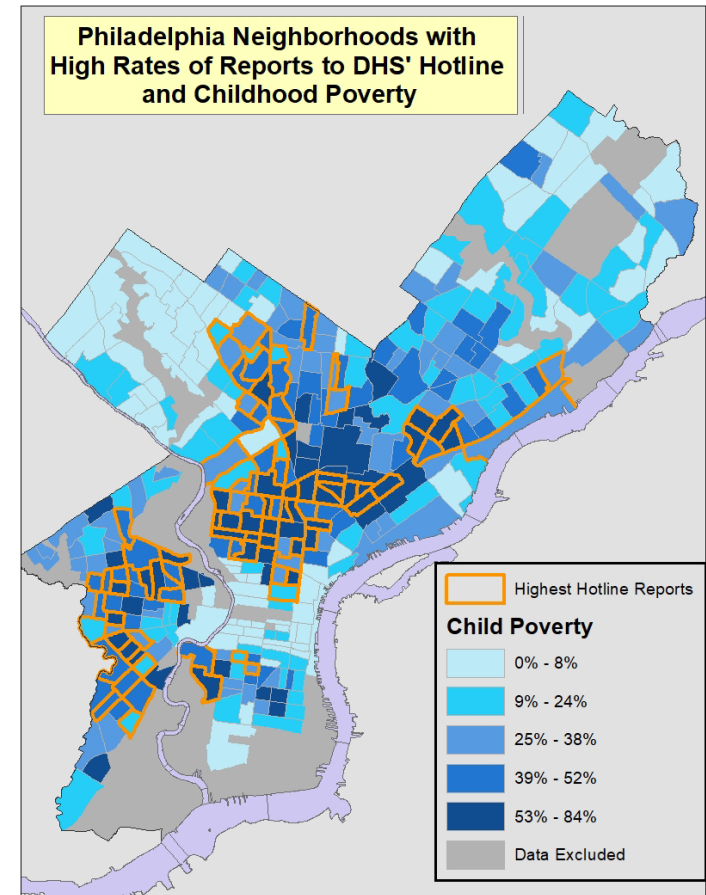 Philadelphia Neighborhoods with
High Rates of Reports to DHS' Hotline
and Childhood Poverty
Highest Hotline Reports
Child Poverty
0% - 8%
9% - 24%
25% - 38%
39% - 52%
53% - 84%
Data Excluded